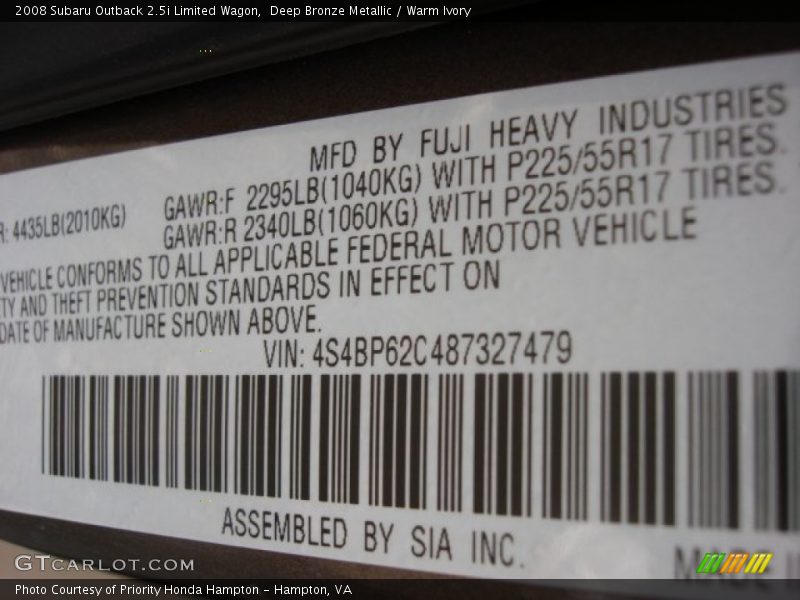 2008 Subaru Outback 2.5i Limited Wagon, Deep Bronze Metallic / Warm Ivory
MFD BY FUJI HEAVY INDUSTRIES
R: 4435LB(2010KG) GAWR:F 2295LB(1040KG) WITH P225/55R17 TIRES.
GAWR:R 2340LB(1060KG) WITH P225/55R17 TIRES.
VEHICLE CONFORMS TO ALL APPLICABLE FEDERAL MOTOR VEHICLE
TY AND THEFT PREVENTION STANDARDS IN EFFECT ON
DATE OF MANUFACTURE SHOWN ABOVE.
VIN: 4S4BP62C487327479
ASSEMBLED BY SIA INC.
GTCARLOT.COM
Photo Courtesy of Priority Honda Hampton - Hampton, VA